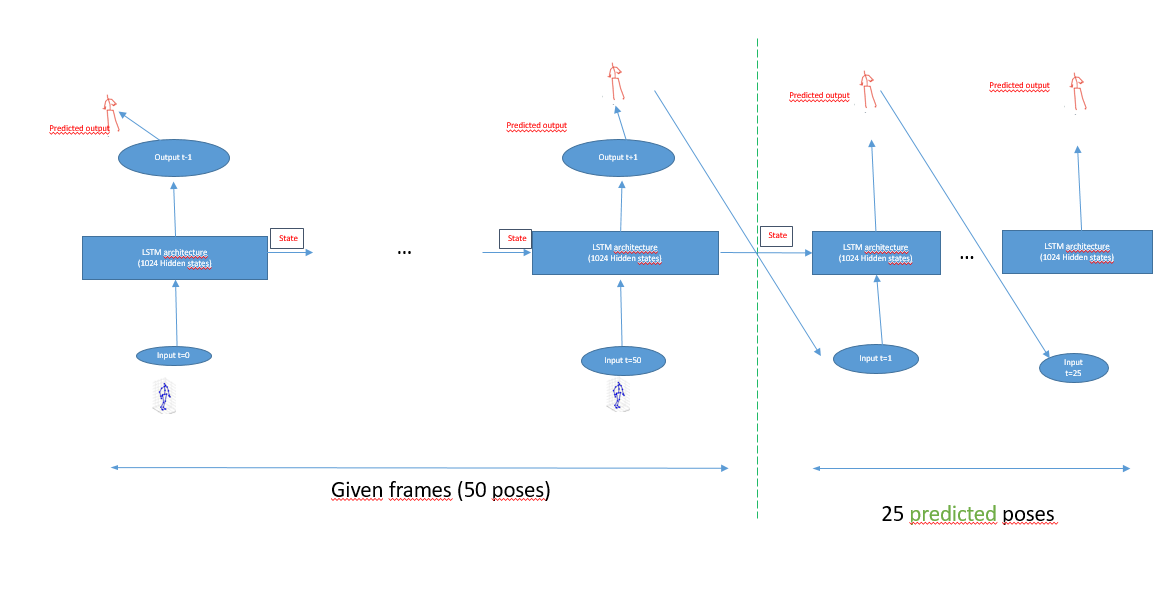 Predicted output
Output t-1
LSTM architecture
(1024 Hidden states)
State
Input t=0
...
Predicted output
Output t+1
State
LSTM architecture
(1024 Hidden states)
Input t=50
State
Predicted output
LSTM architecture
(1024 Hidden states)
Input t=1
...
Predicted output
LSTM architecture
(1024 Hidden states)
Input
t=25
Given frames (50 poses)
25 predicted poses